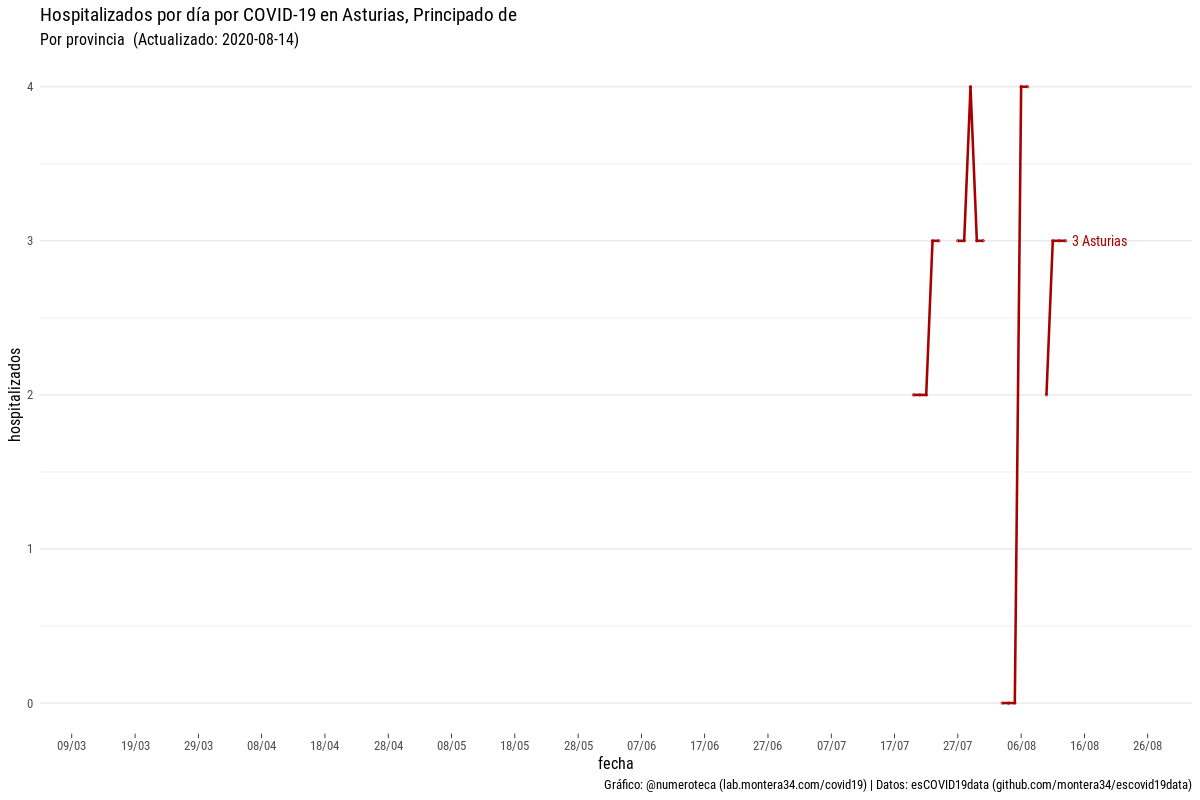 Hospitalizados por día por COVID-19 en Asturias, Principado de
Por provincia  (Actualizado: 2020-08-14)
4
3
2
1
0
hospitalizados
3 Asturias
09/03 19/03 29/03 08/04 18/04 28/04 08/05 18/05 28/05 07/06 17/06 27/06 07/07 17/07 27/07 06/08 16/08 26/08
fecha
Gráfico: @numeroteca (lab.montera34.com/covid19) | Datos: esCOVID19data (github.com/montera34/escovid19data)